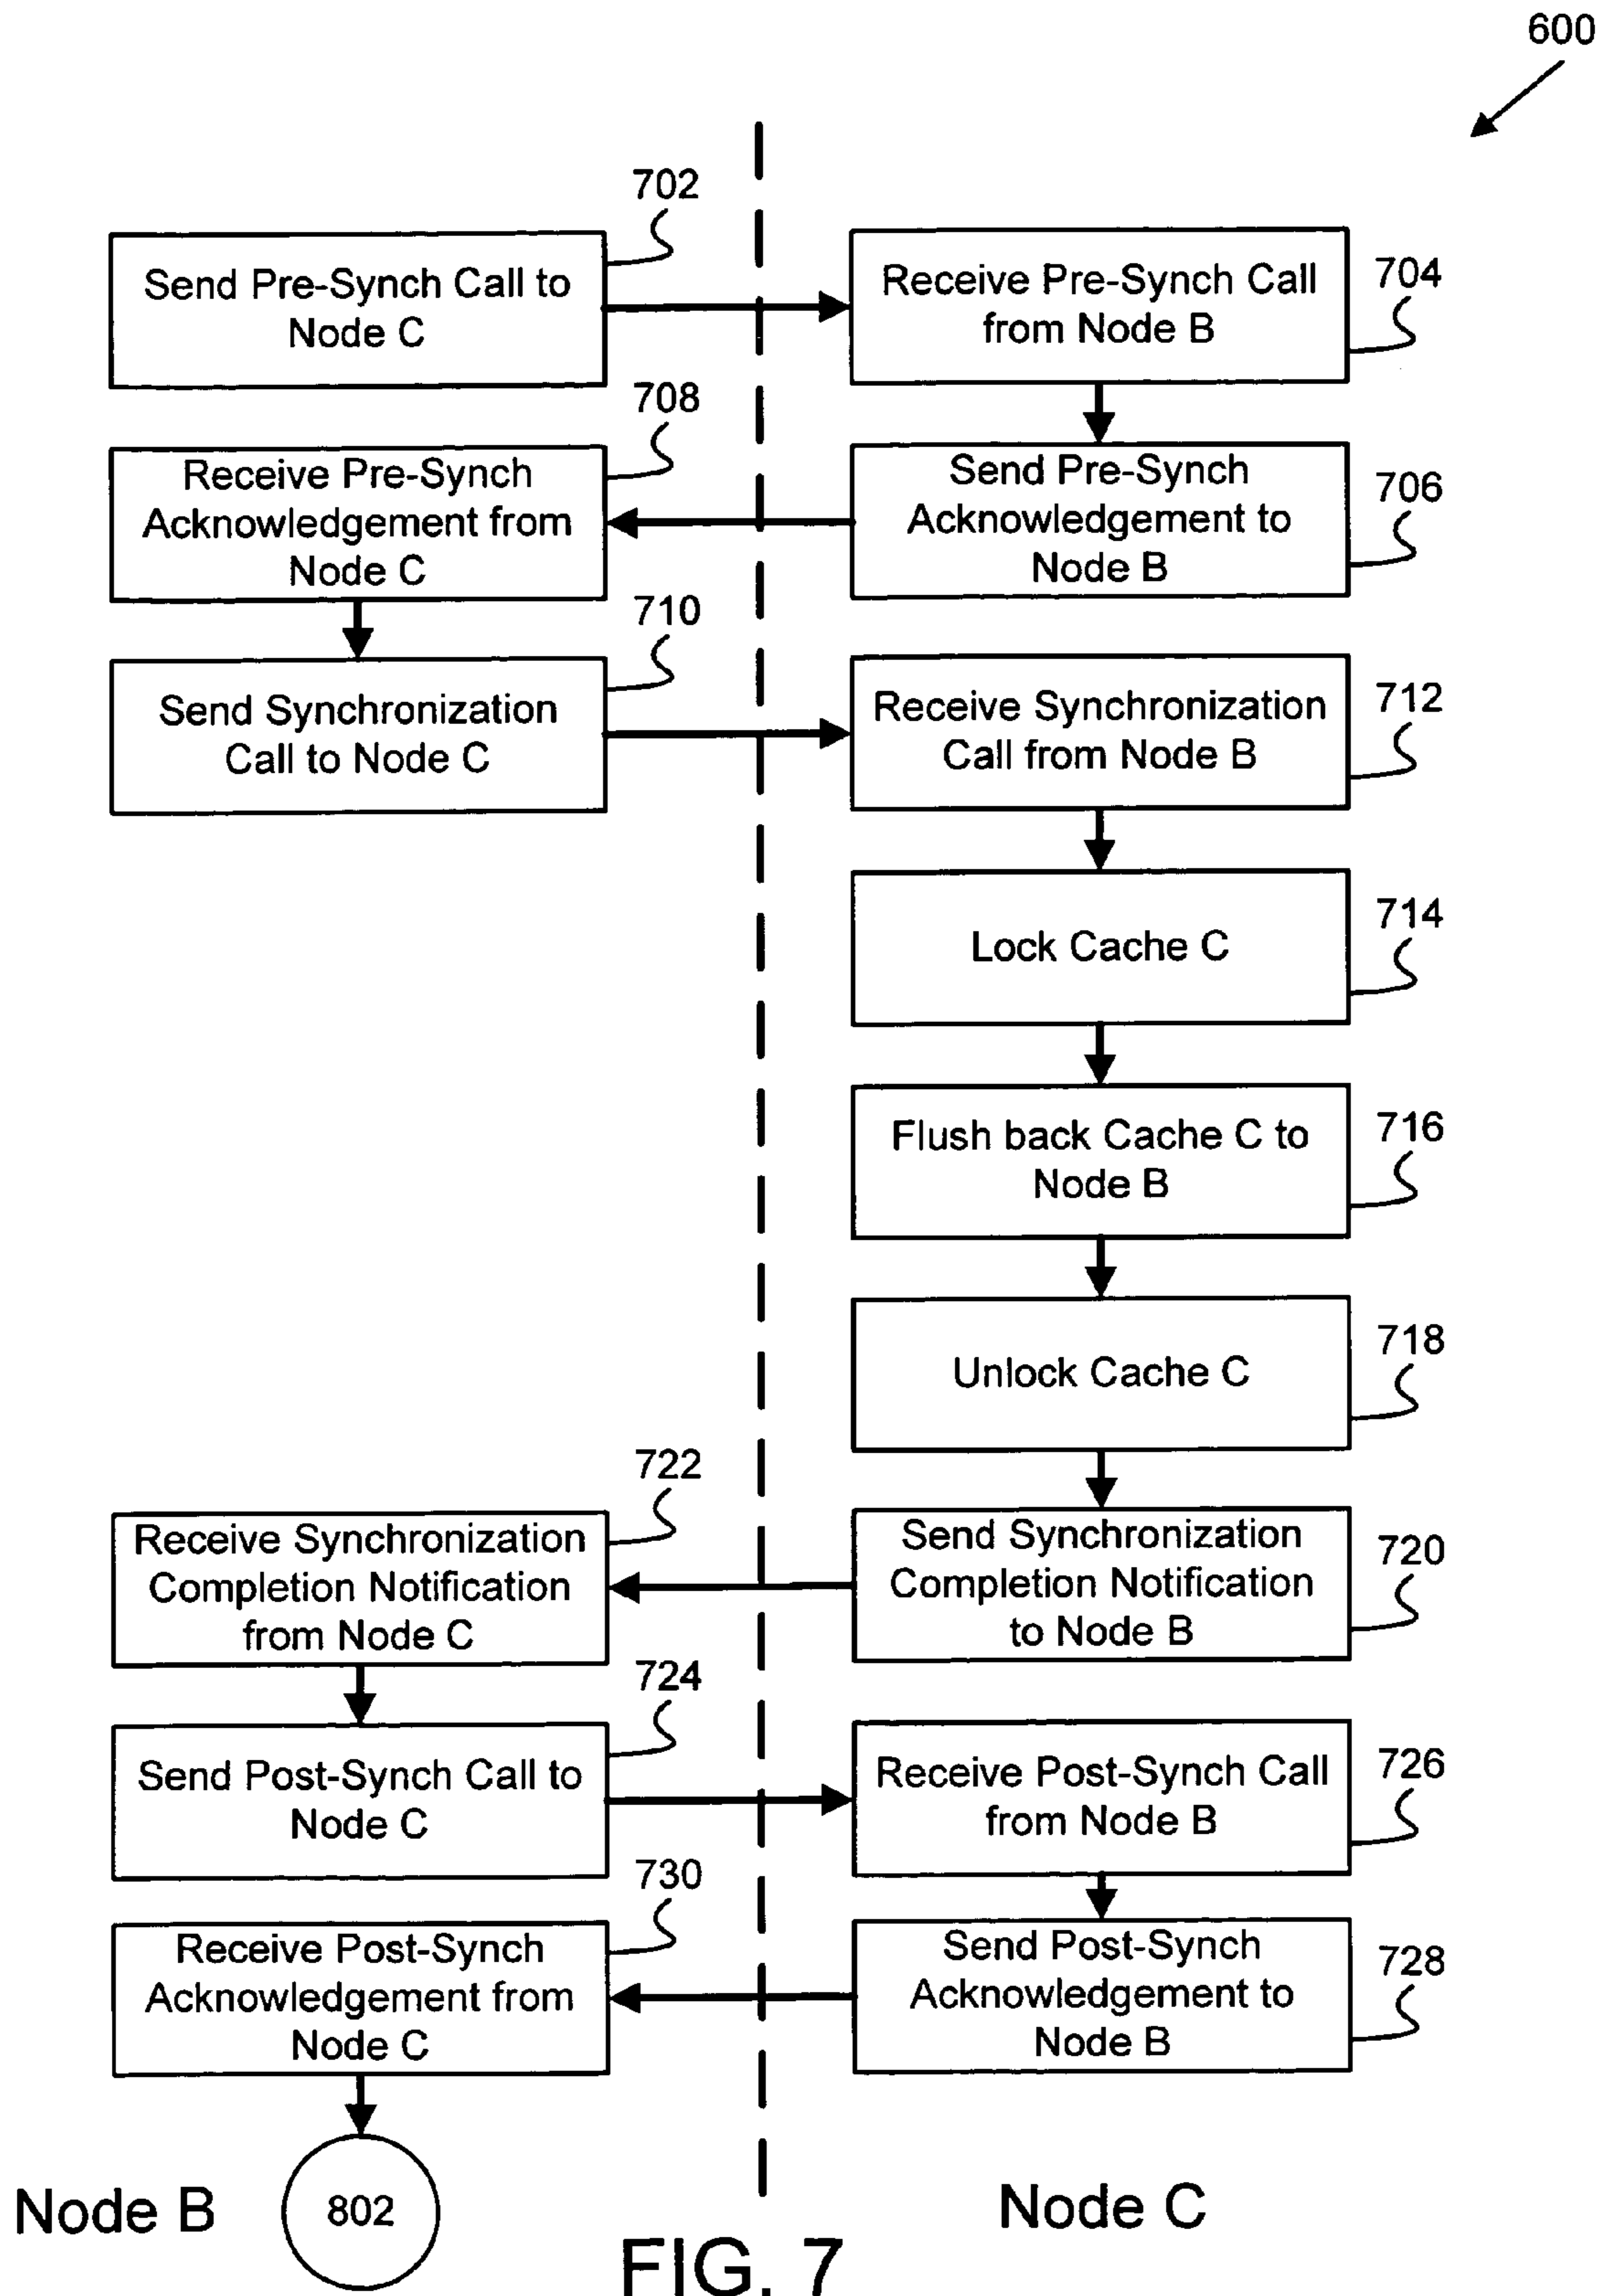 600
702
Send Pre-Synch Call to
Node C
Receive Pre-Synch Call
from Node B
704
708
Receive Pre-Synch
Acknowledgement from
Node C
Send Pre-Synch
Acknowledgement to
Node B
706
710
Send Synchronization
Call to Node C
Receive Synchronization
Call from Node B
712
Lock Cache C
714
Flush back Cache C to
Node B
716
Unlock Cache C
718
722
Receive Synchronization
Completion Notification
from Node C
Send Synchronization
Completion Notification
to Node B
720
724
Send Post-Synch Call to
Node C
Receive Post-Synch Call
from Node B
726
730
Receive Post-Synch
Acknowledgement from
Node C
Send Post-Synch
Acknowledgement to
Node B
728
Node B
802
Node C
FIG. 7